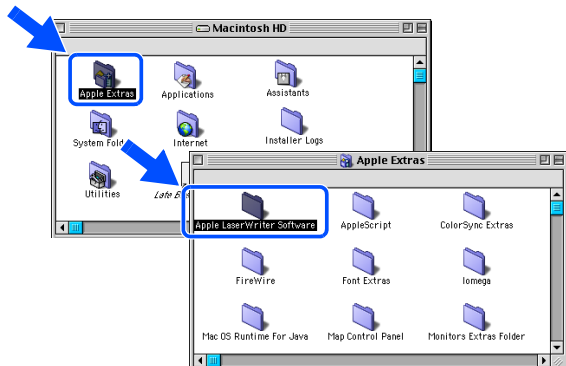 Macintosh HD
Apple Extras
Applications
Assistants
System Fold
Internet
Installer Logs
Utilities
Apple Extras
Apple LaserWriter Software
AppleScript
ColorSync Extras
FireWire
Font Extras
Iomega
Mac OS Runtime For Java
Map Control Panel
Monitors Extras Folder